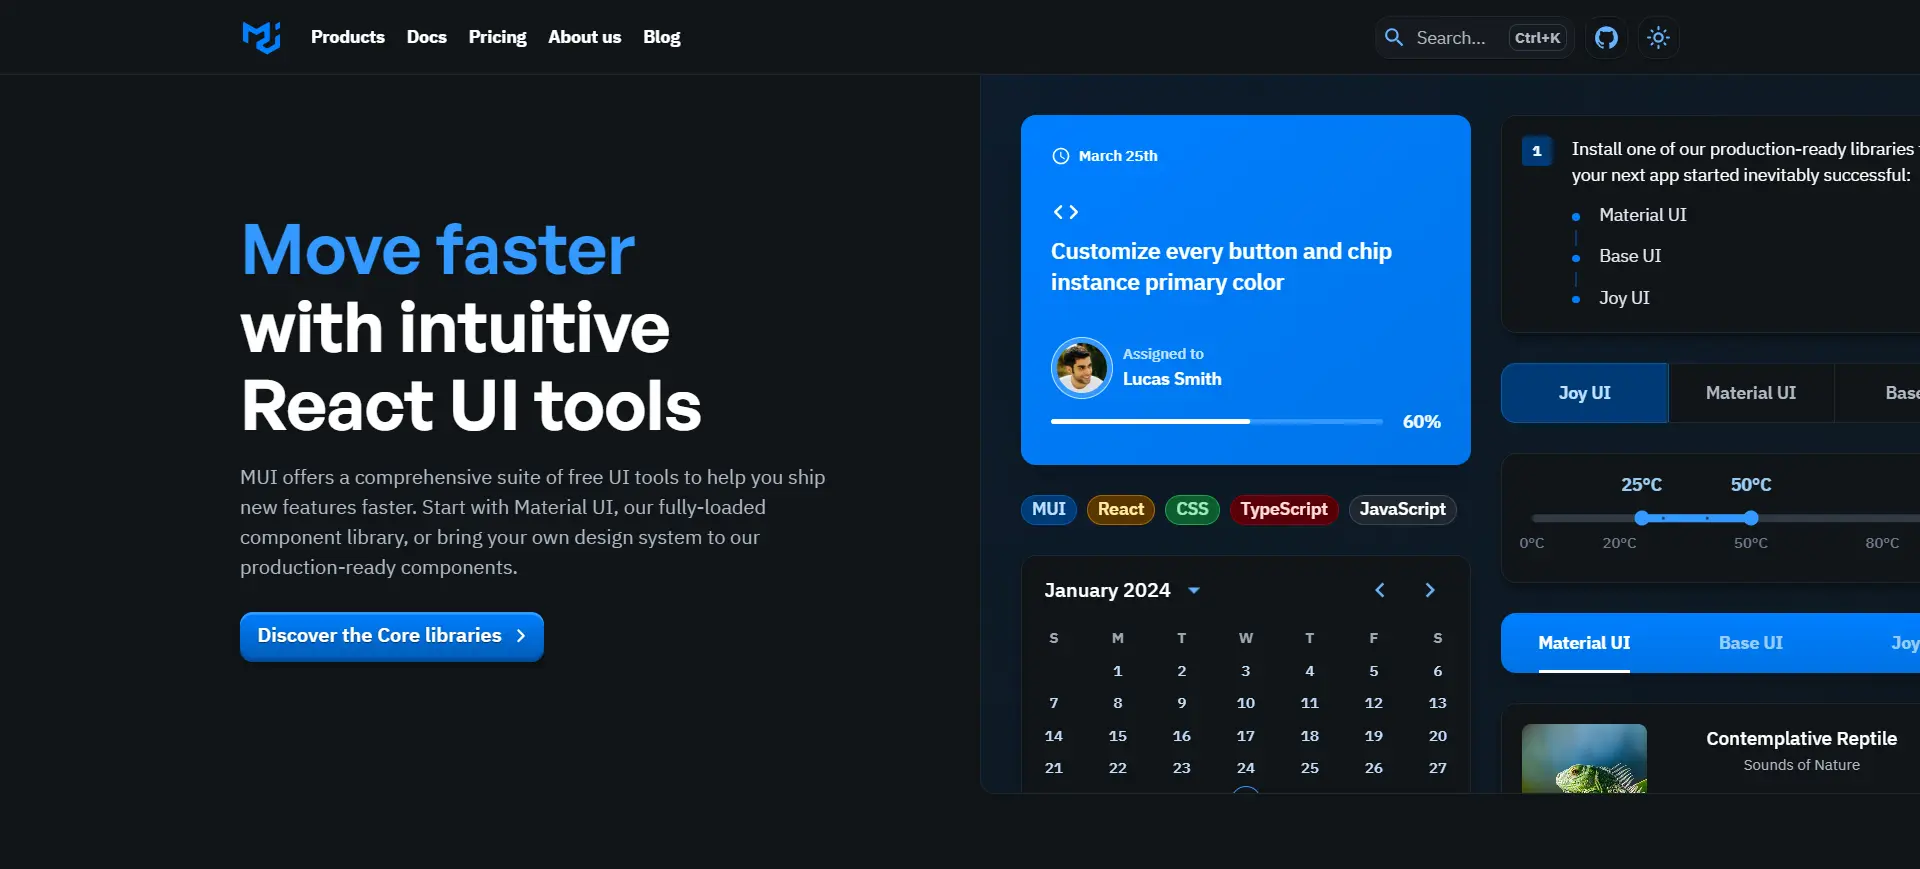 Products Docs Pricing About us Blog
Search... Ctrl+K
Move faster
with intuitive
React UI tools
MUI offers a comprehensive suite of free UI tools to help you ship
new features faster. Start with Material UI, our fully-loaded
component library, or bring your own design system to our
production-ready components.
Discover the Core libraries
March 25th
Customize every button and chip
instance primary color
Assigned to
Lucas Smith
60%
MUI React CSS TypeScript JavaScript
January 2024
S M T W T F S
1 2 3 4 5 6
7 8 9 10 11 12 13
14 15 16 17 18 19 20
21 22 23 24 25 26 27
1
Install one of our production-ready libraries
your next app started inevitably successful:
Material UI
Base UI
Joy UI
Joy UI Material UI Base
25°C 50°C
0°C 20°C 50°C 80°C
Material UI Base UI Joy
Contemplative Reptile
Sounds of Nature